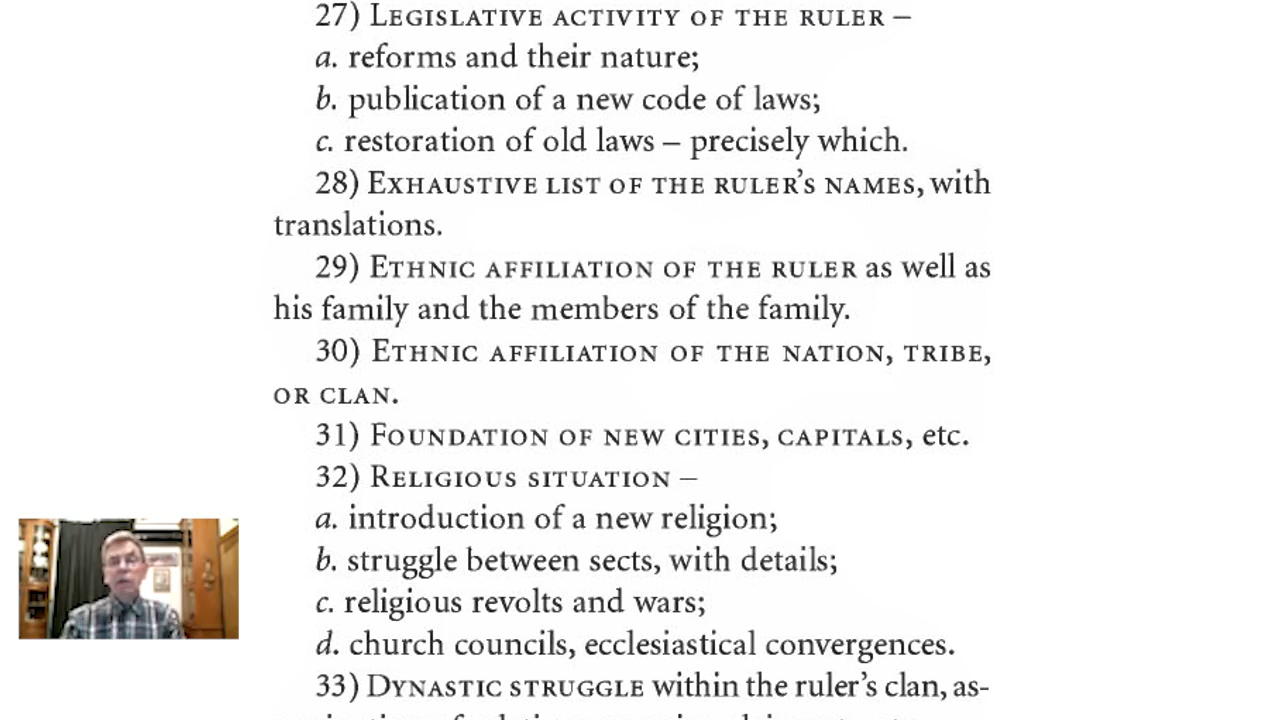 27) Legislative activity of the ruler –
a. reforms and their nature;
b. publication of a new code of laws;
c. restoration of old laws – precisely which.
28) Exhaustive list of the ruler’s names, with
translations.
29) Ethnic affiliation of the ruler as well as
his family and the members of the family.
30) Ethnic affiliation of the nation, tribe,
or clan.
31) Foundation of new cities, capitals, etc.
32) Religious situation –
a. introduction of a new religion;
b. struggle between sects, with details;
c. religious revolts and wars;
d. church councils, ecclesiastical convergences.
33) Dynastic struggle within the ruler’s clan, as-